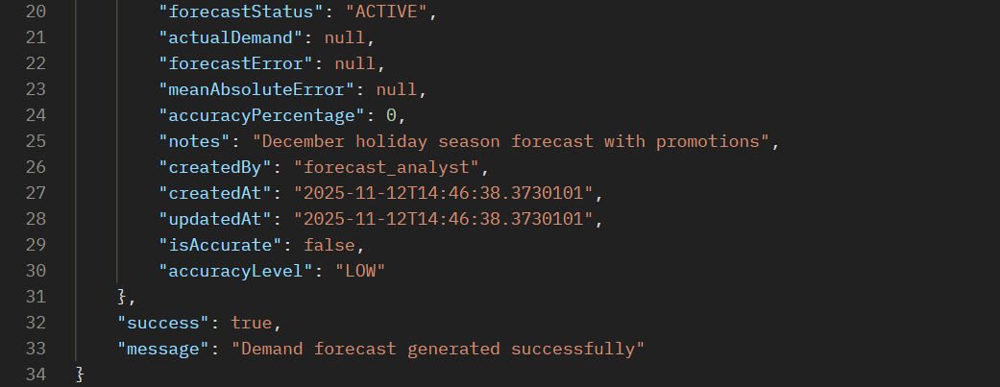 20 "forecastStatus": "ACTIVE",
21 "actualDemand": null,
22 "forecastError": null,
23 "meanAbsoluteError": null,
24 "accuracyPercentage": 0,
25 "notes": "December holiday season forecast with promotions",
26 "createdBy": "forecast_analyst",
27 "createdAt": "2025-11-12T14:46:38.3730101",
28 "updatedAt": "2025-11-12T14:46:38.3730101",
29 "isAccurate": false,
30 "accuracyLevel": "LOW"
31 },
32 "success": true,
33 "message": "Demand forecast generated successfully"
34 }